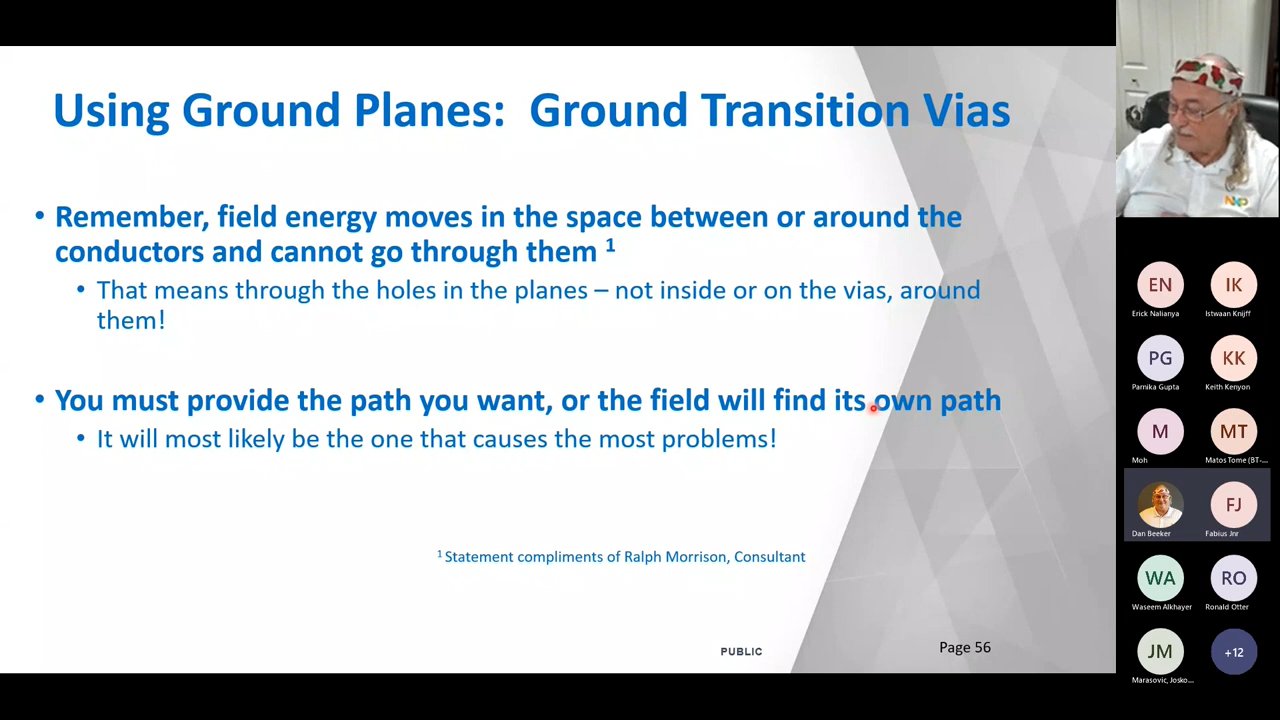 Using Ground Planes:  Ground Transition Vias
• Remember, field energy moves in the space between or around the
conductors and cannot go through them 1
• That means through the holes in the planes – not inside or on the vias, around
them!
• You must provide the path you want, or the field will find its own path
• It will most likely be the one that causes the most problems!
1 Statement compliments of Ralph Morrison, Consultant
PUBLIC
Page 56
NXP
EN
IK
Erick Nalianya
Istwaan Knijff
PG
KK
Parnika Gupta
Keith Kenyon
M
MT
Moh
Matos Tome (BT-...
FJ
Dan Beeker
Fabius Jnr
WA
RO
Waseem Alkhayer
Ronald Otter
JM
+12
Marasovic, Josko...